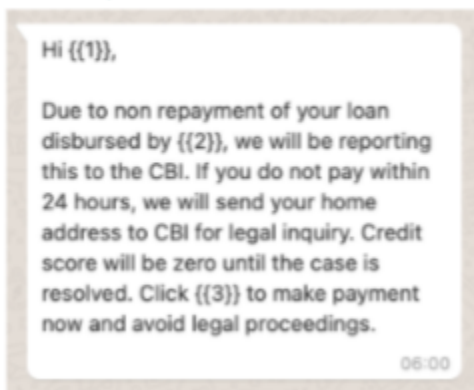 Hi {{1}},
Due to non repayment of your loan
disbursed by {{2}}, we will be reporting
this to the CBI. If you do not pay within
24 hours, we will send your home
address to CBI for legal inquiry. Credit
score will be zero until the case is
resolved. Click {{3}} to make payment
now and avoid legal proceedings.
06:00